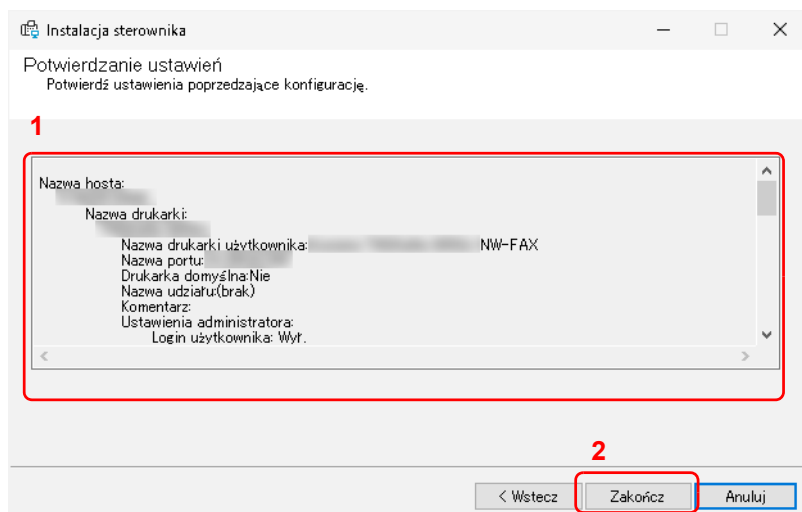 Instalacja sterownika
Potwierdzanie ustawień
Potwierdź ustawienia poprzedzające konfigurację.
1
Nazwa hosta:
Nazwa drukarki:
Nazwa drukarki użytkownika: NW-FAX
Nazwa portu:
Drukarka domyślna:Nie
Nazwa udziału:(brak)
Komentarz:
Ustawienia administratora:
Login użytkownika: Wył.
2
< Wstecz
Zakończ
Anuluj